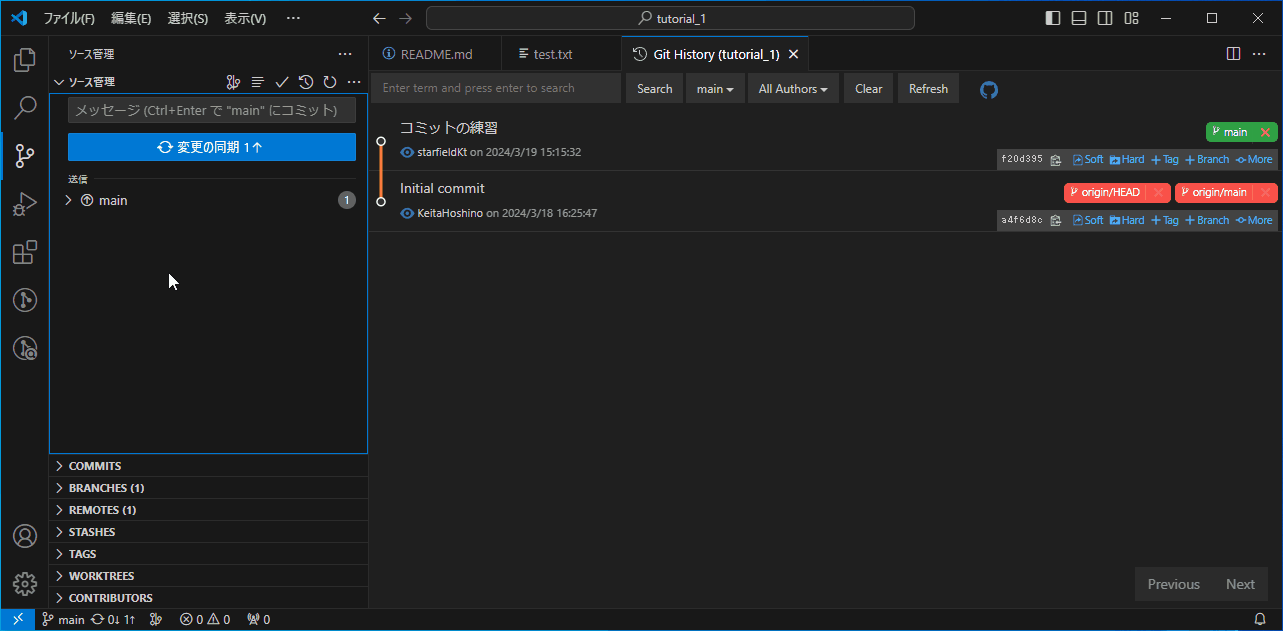 ファイル(F) 編集(E) 選択(S) 表示(V) ··· tutorial_1
ソース管理 ···
README.md test.txt Git History (tutorial_1)
ソース管理
Enter term and press enter to search Search main All Authors Clear Refresh
メッセージ (Ctrl+Enter で "main" にコミット)
変更の同期 1↑
送信
main 1
コミットの練習
main
starfieldKt on 2024/3/19 15:15:32
f20d395 Soft Hard + Tag + Branch More
Initial commit
origin/HEAD origin/main
KeitaHoshino on 2024/3/18 16:25:47
a4f6d8c Soft Hard + Tag + Branch More
COMMITS
BRANCHES (1)
REMOTES (1)
STASHES
TAGS
WORKTREES
CONTRIBUTORS
Previous Next
main 0↓ 1↑ 0 0 0